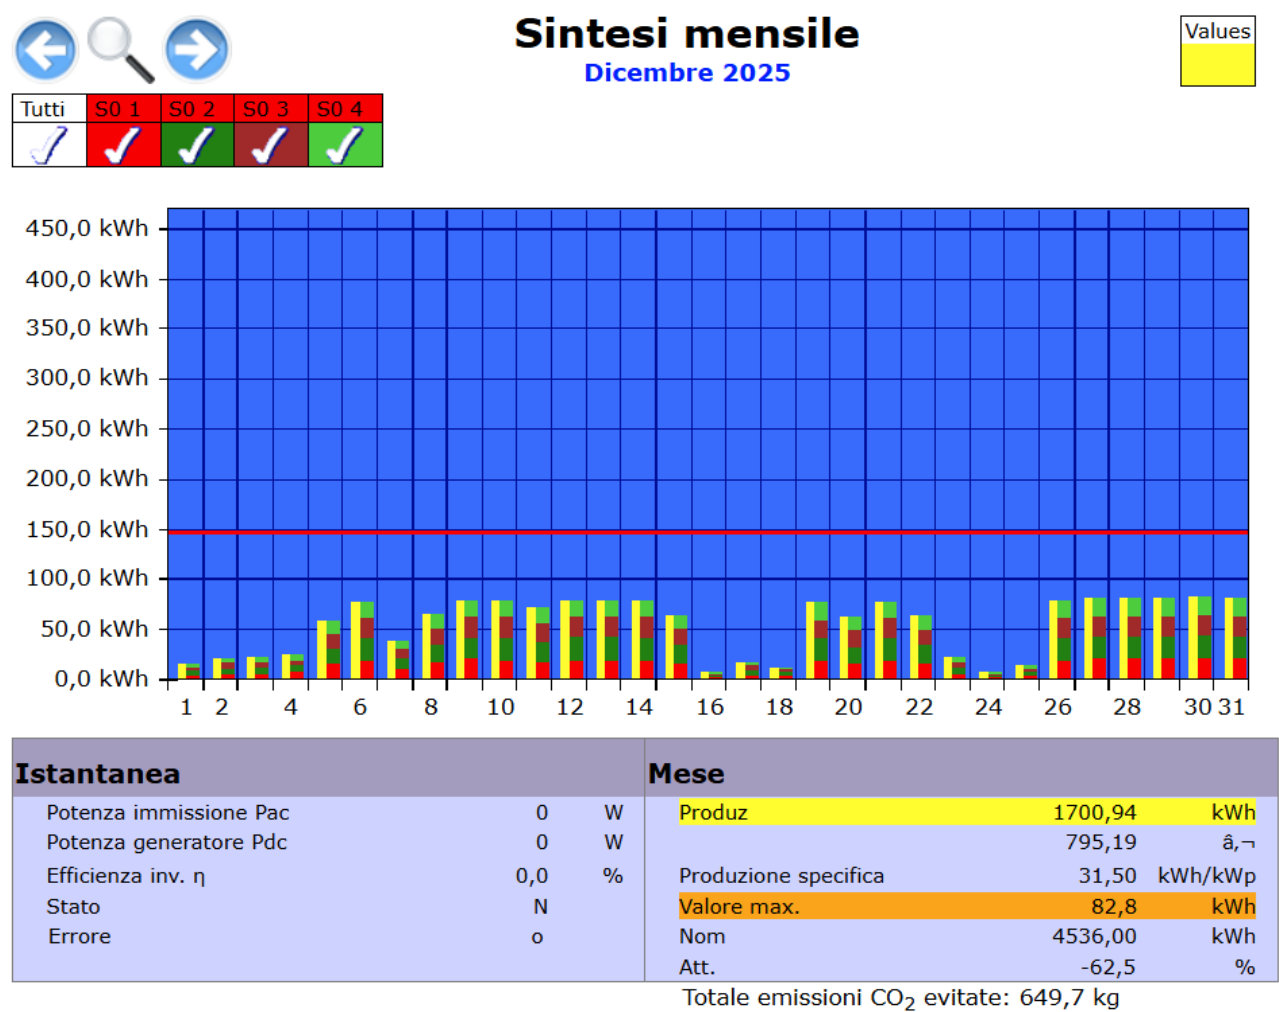 Sintesi mensile
Dicembre 2025
Values
Tutti S0 1 S0 2 S0 3 S0 4
450,0 kWh
400,0 kWh
350,0 kWh
300,0 kWh
250,0 kWh
200,0 kWh
150,0 kWh
100,0 kWh
50,0 kWh
0,0 kWh
1 2 4 6 8 10 12 14 16 18 20 22 24 26 28 30 31
Istantanea
Potenza immissione Pac 0 W
Potenza generatore Pdc 0 W
Efficienza inv. η 0,0 %
Stato N
Errore o
Mese
Produz 1700,94 kWh
795,19 â‚¬
Produzione specifica 31,50 kWh/kWp
Valore max. 82,8 kWh
Nom 4536,00 kWh
Att. -62,5 %
Totale emissioni CO₂ evitate: 649,7 kg